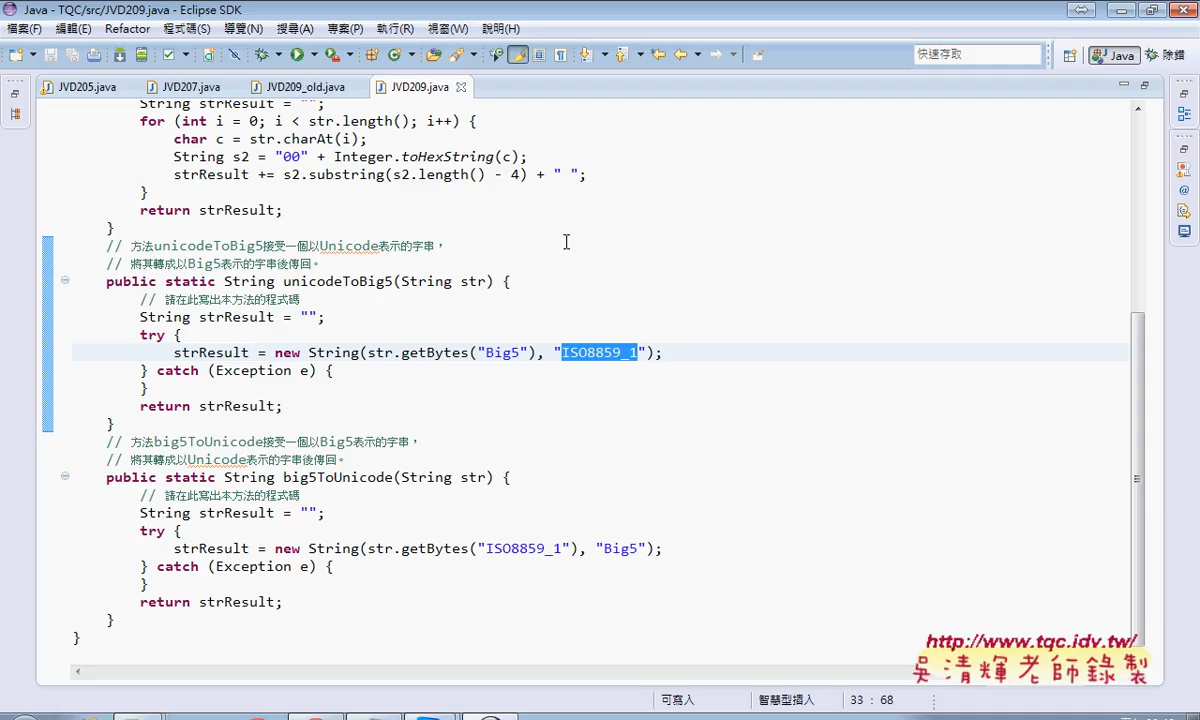 Java - TQC/src/JVD209.java - Eclipse SDK
檔案(F) 編輯(E) Refactor 程式碼(S) 導覽(N) 搜尋(A) 專案(P) 執行(R) 視窗(W) 說明(H)
快速存取 Java 除錯
JVD205.java JVD207.java JVD209_old.java JVD209.java
String strResult = "";
for (int i = 0; i < str.length(); i++) {
char c = str.charAt(i);
String s2 = "00" + Integer.toHexString(c);
strResult += s2.substring(s2.length() - 4) + " ";
}
return strResult;
}
// 方法unicodeToBig5接受一個以Unicode表示的字串，
// 將其轉成以Big5表示的字串後傳回。
public static String unicodeToBig5(String str) {
// 請在此寫出本方法的程式碼
String strResult = "";
try {
strResult = new String(str.getBytes("Big5"), "ISO8859_1");
} catch (Exception e) {
}
return strResult;
}
// 方法big5ToUnicode接受一個以Big5表示的字串，
// 將其轉成以Unicode表示的字串後傳回。
public static String big5ToUnicode(String str) {
// 請在此寫出本方法的程式碼
String strResult = "";
try {
strResult = new String(str.getBytes("ISO8859_1"), "Big5");
} catch (Exception e) {
}
return strResult;
}
}
http://www.tqc.idv.tw/
吳清輝老師錄製
可寫入 智慧型插入 33 : 68